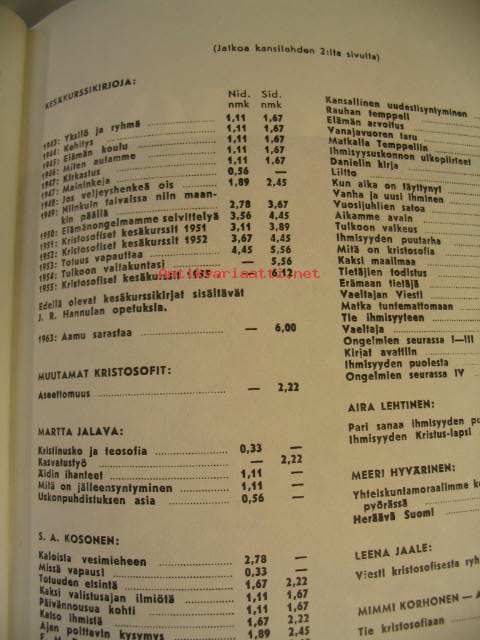 (Jatkoa kansilehden 2:lta sivulta)
KESÄKURSSIKIRJOJA:
Nid. Sid.
nmk nmk
1943: Yksilö ja ryhmä 1,11 1,67
1944: Kehitys 1,11 1,67
1945: Elämän koulu 1,11 1,67
1946: Miten autamme 1,11 1,67
1947: Kirkastus 1,11 1,67
1947: Maininkeja 0,56 —
1948: Jos veljeyshenkeä ois 1,89 2,45
1949: Niinkuin taivaissa niin maan-
kin päällä 2,78 3,67
1950: Elämänongelmamme selvittelyä 3,56 4,45
1951: Kristosofiset kesäkurssit 1951 3,11 3,89
1952: Kristosofiset kesäkurssit 1952 3,67 4,45
1953: Totuus vapauttaa 4,45 5,56
1954: Tulkoon valtakuntasi — 5,56
1955: Kristosofiset kesäkurssit 1955 — 6,12
Edellä olevat kesäkurssikirjat sisältävät
J. R. Hannulan opetuksia.
1963: Aamu sarastaa — 6,00
MUUTAMAT KRISTOSOFIT:
Aseettomuus — 2,22
MARTTA JALAVA:
Kristinusko ja teosofia 0,33 —
Kasvatustyö — 2,22
Äidin ihanteet 1,11 —
Mitä on jälleensyntyminen 1,11 —
Uskonpuhdistuksen asia 0,56 —
S. A. KOSONEN:
Kaloista vesimieheen 2,78 —
Missä vapaus 0,33 —
Totuuden etsintä 1,67 2,22
Kaksi valistusajan ilmiötä 1,11 1,67
Päivännousua kohti 1,11 1,67
Katso ihmistä 1,67 2,22
Ajan polttavin kysymys 1,67 2,22
1,89 2,45
Kansallinen uudestisyntyminen
Rauhan temppeli
Elämän arvoitus
Vanajavuoren taru
Matkalla Temppeliin
Ihmisyysuskonnon ulkopiirteet
Danielin kirja
Liitto
Kun aika on täyttynyt
Vanha ja uusi ihminen
Vuosijuhlien satoa
Aikamme avain
Tulkoon valkeus
Ihmisyyden puutarha
Mitä on kristosofia
Kaksi maailmaa
Tietäjien todistus
Erämaan tietäjä
Vaeltajan Viesti
Matka tuntemattomaan
Tie ihmisyyteen
Vaeltaja
Ongelmien seurassa I—III
Kirjat avattiin
Ihmisyyden puolesta
Ongelmien seurassa IV
AIRA LEHTINEN:
Pari sanaa ihmisyyden
Ihmisyyden Kristus-lapsi
MEERI HYVÄRINEN:
Yhteiskuntamoraalimme
pyörässä
Heräävä Suomi
LEENA JAALE:
Viesti kristosofisesta
MIMMI KORHONEN —
Tie kristosofiaan
Antikvariaatti.net